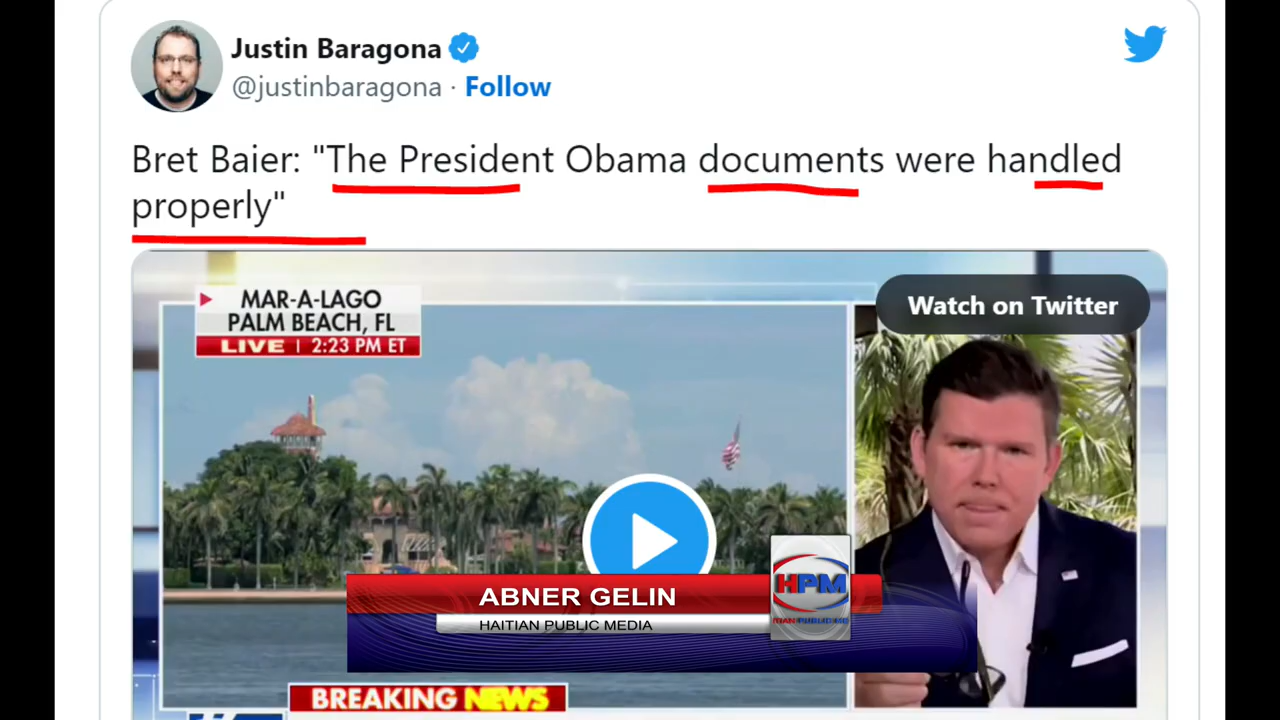 Justin Baragona
@justinbaragona · Follow
Bret Baier: "The President Obama documents were handled
properly"
MAR-A-LAGO
PALM BEACH, FL
LIVE | 2:23 PM ET
Watch on Twitter
HPM
ABNER GELIN
HAITIAN PUBLIC MEDIA
BREAKING NEWS